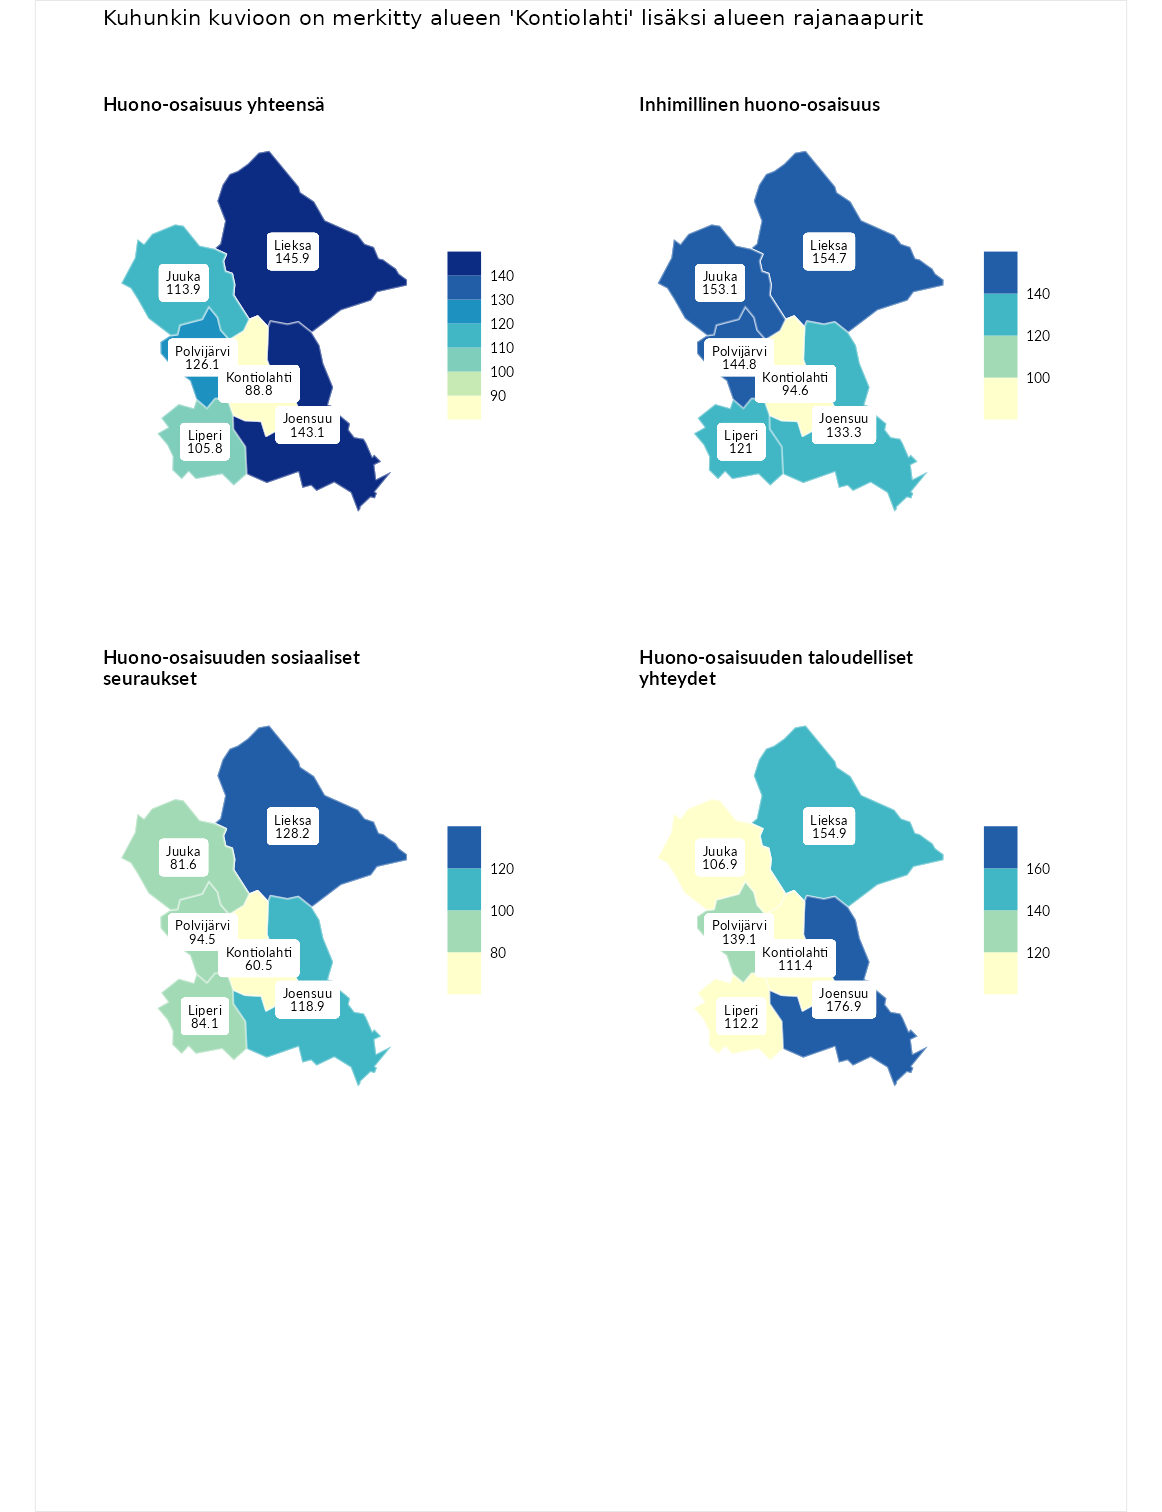 Kuhunkin kuvioon on merkitty alueen 'Kontiolahti' lisäksi alueen rajanaapurit
Huono-osaisuus yhteensä
Lieksa
145.9
Juuka
113.9
Polvijärvi
126.1
Kontiolahti
88.8
Joensuu
143.1
Liperi
105.8
140
130
120
110
100
90
Inhimillinen huono-osaisuus
Lieksa
154.7
Juuka
153.1
Polvijärvi
144.8
Kontiolahti
94.6
Joensuu
133.3
Liperi
121
140
120
100
Huono-osaisuuden sosiaaliset
seuraukset
Lieksa
128.2
Juuka
81.6
Polvijärvi
94.5
Kontiolahti
60.5
Joensuu
118.9
Liperi
84.1
120
100
80
Huono-osaisuuden taloudelliset
yhteydet
Lieksa
154.9
Juuka
106.9
Polvijärvi
139.1
Kontiolahti
111.4
Joensuu
176.9
Liperi
112.2
160
140
120